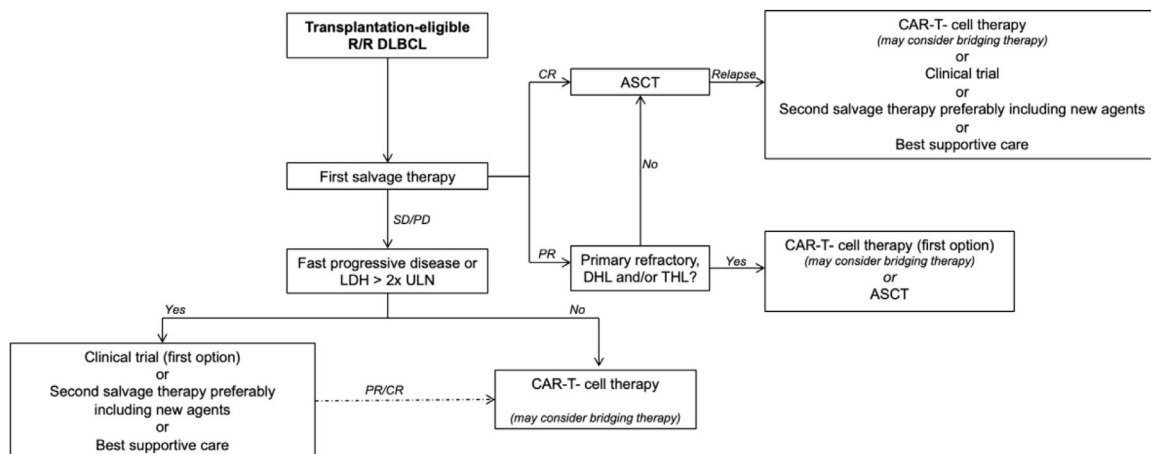 Transplantation-eligible
R/R DLBCL
CR
ASCT
Relapse
CAR-T- cell therapy
(may consider bridging therapy)
or
Clinical trial
or
Second salvage therapy preferably including new agents
or
Best supportive care
No
First salvage therapy
SD/PD
PR
Primary refractory,
DHL and/or THL?
Yes
CAR-T- cell therapy (first option)
(may consider bridging therapy)
or
ASCT
Fast progressive disease or
LDH > 2x ULN
Yes
No
Clinical trial (first option)
or
Second salvage therapy preferably
including new agents
or
Best supportive care
PR/CR
CAR-T- cell therapy
(may consider bridging therapy)